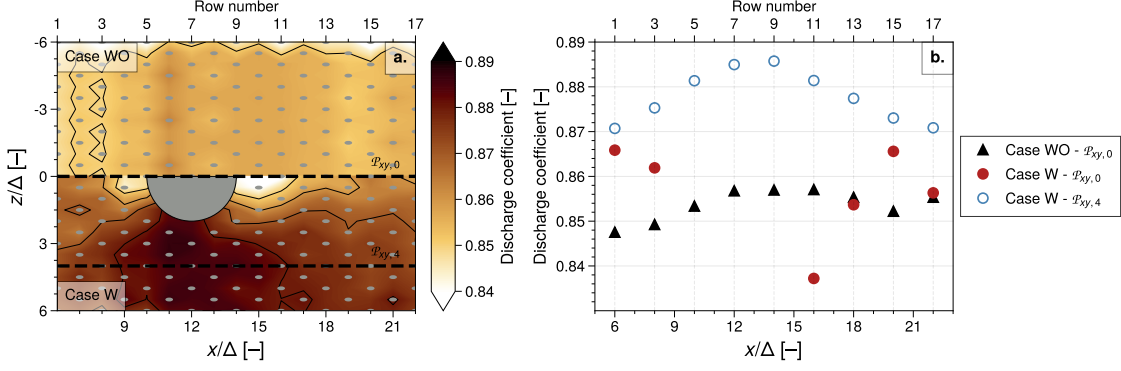 Row number
1 3 5 7 9 11 13 15 17
-6
-3
0
3
6
z/Δ [−]
Case WO
a.
𝒫xy,0
𝒫xy,4
Case W
9 12 15 18 21
x/Δ [−]
0.89
0.88
0.87
0.86
0.85
0.84
Discharge coefficient [−]
Row number
1 3 5 7 9 11 13 15 17
b.
0.89
0.88
0.87
0.86
0.85
0.84
Discharge coefficient [−]
6 9 12 15 18 21
x/Δ [−]
Case WO - 𝒫xy,0
Case W - 𝒫xy,0
Case W - 𝒫xy,4